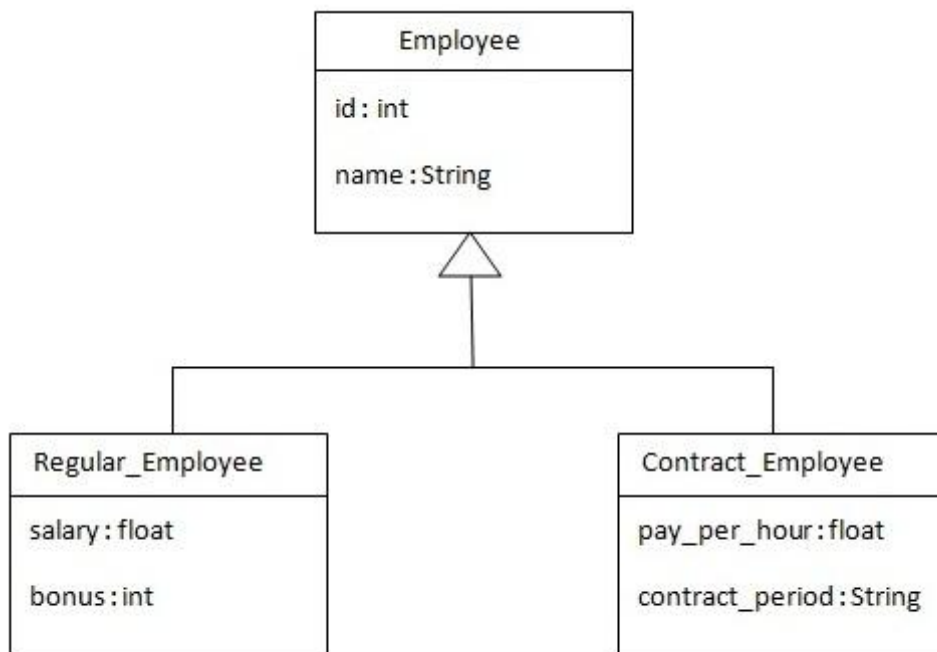 Employee
id: int
name:String
Regular_Employee
salary:float
bonus:int
Contract_Employee
pay_per_hour:float
contract_period:String